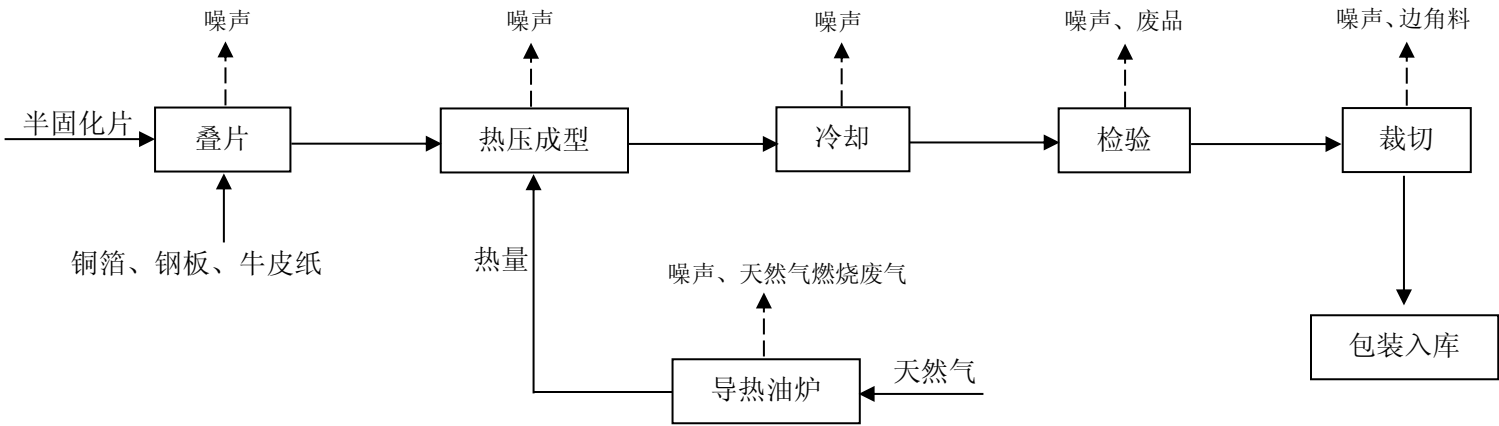 噪声
噪声
噪声
噪声、废品
噪声、边角料
半固化片
叠片
热压成型
冷却
检验
裁切
铜箔、钢板、牛皮纸
热量
噪声、天然气燃烧废气
包装入库
导热油炉
天然气